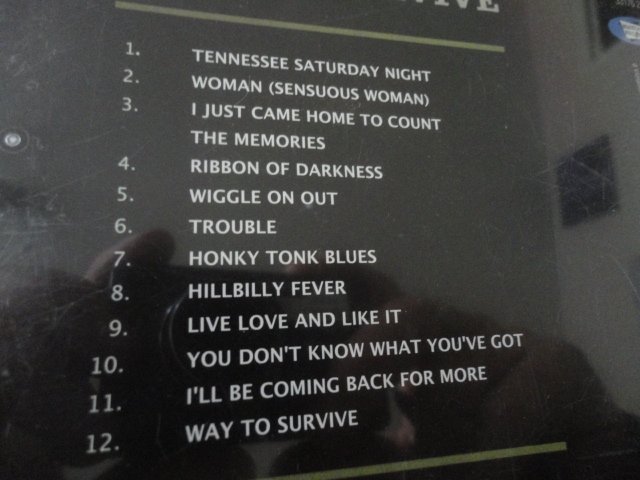 1. TENNESSEE SATURDAY NIGHT
2. WOMAN (SENSUOUS WOMAN)
3. I JUST CAME HOME TO COUNT
THE MEMORIES
4. RIBBON OF DARKNESS
5. WIGGLE ON OUT
6. TROUBLE
7. HONKY TONK BLUES
8. HILLBILLY FEVER
9. LIVE LOVE AND LIKE IT
10. YOU DON'T KNOW WHAT YOU'VE GOT
11. I'LL BE COMING BACK FOR MORE
12. WAY TO SURVIVE